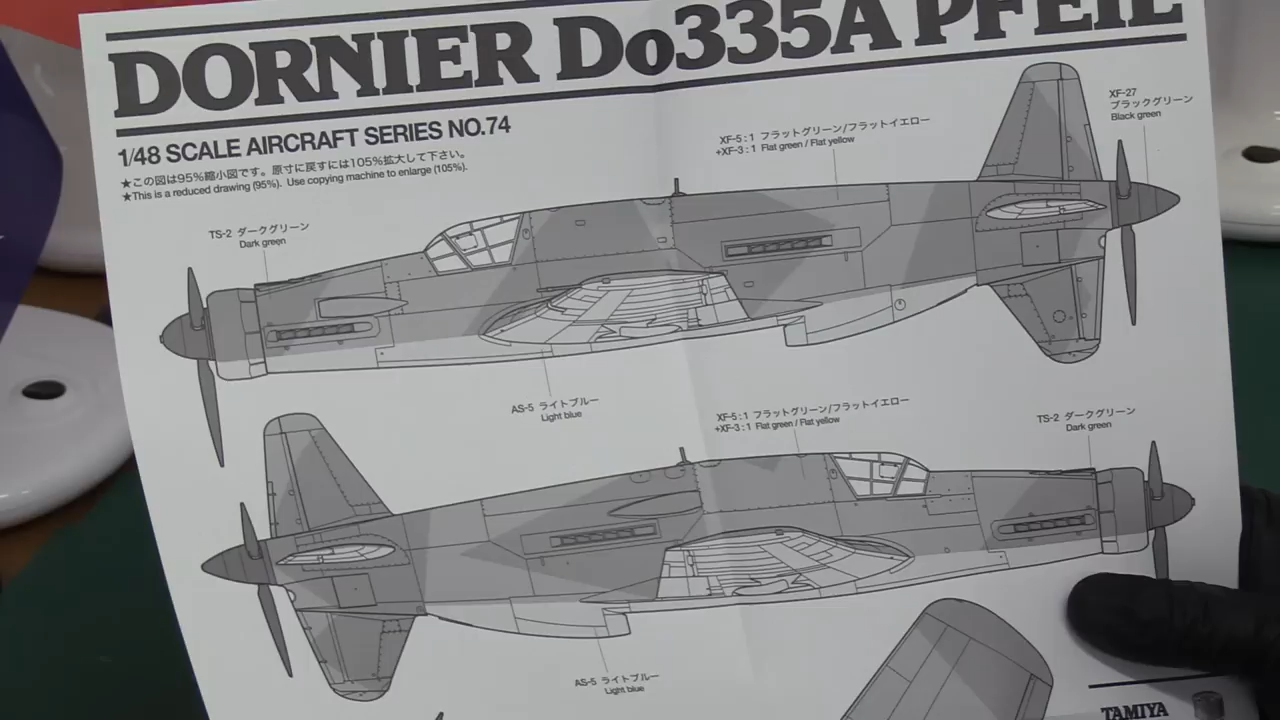 DORNIER Do335A PFEIL
1/48 SCALE AIRCRAFT SERIES NO.74
★この図は95%縮小図です。原寸に戻すには105%拡大して下さい。
★This is a reduced drawing (95%). Use copying machine to enlarge (105%).
XF-27
ブラックグリーン
Black green
XF-5 : 1 フラットグリーン/フラットイエロー
+XF-3 : 1 Flat green / Flat yellow
TS-2 ダークグリーン
Dark green
AS-5 ライトブルー
Light blue
XF-5 : 1 フラットグリーン/フラットイエロー
+XF-3 : 1 Flat green / Flat yellow
TS-2 ダークグリーン
Dark green
AS-5 ライトブルー
Light blue
TAMIYA